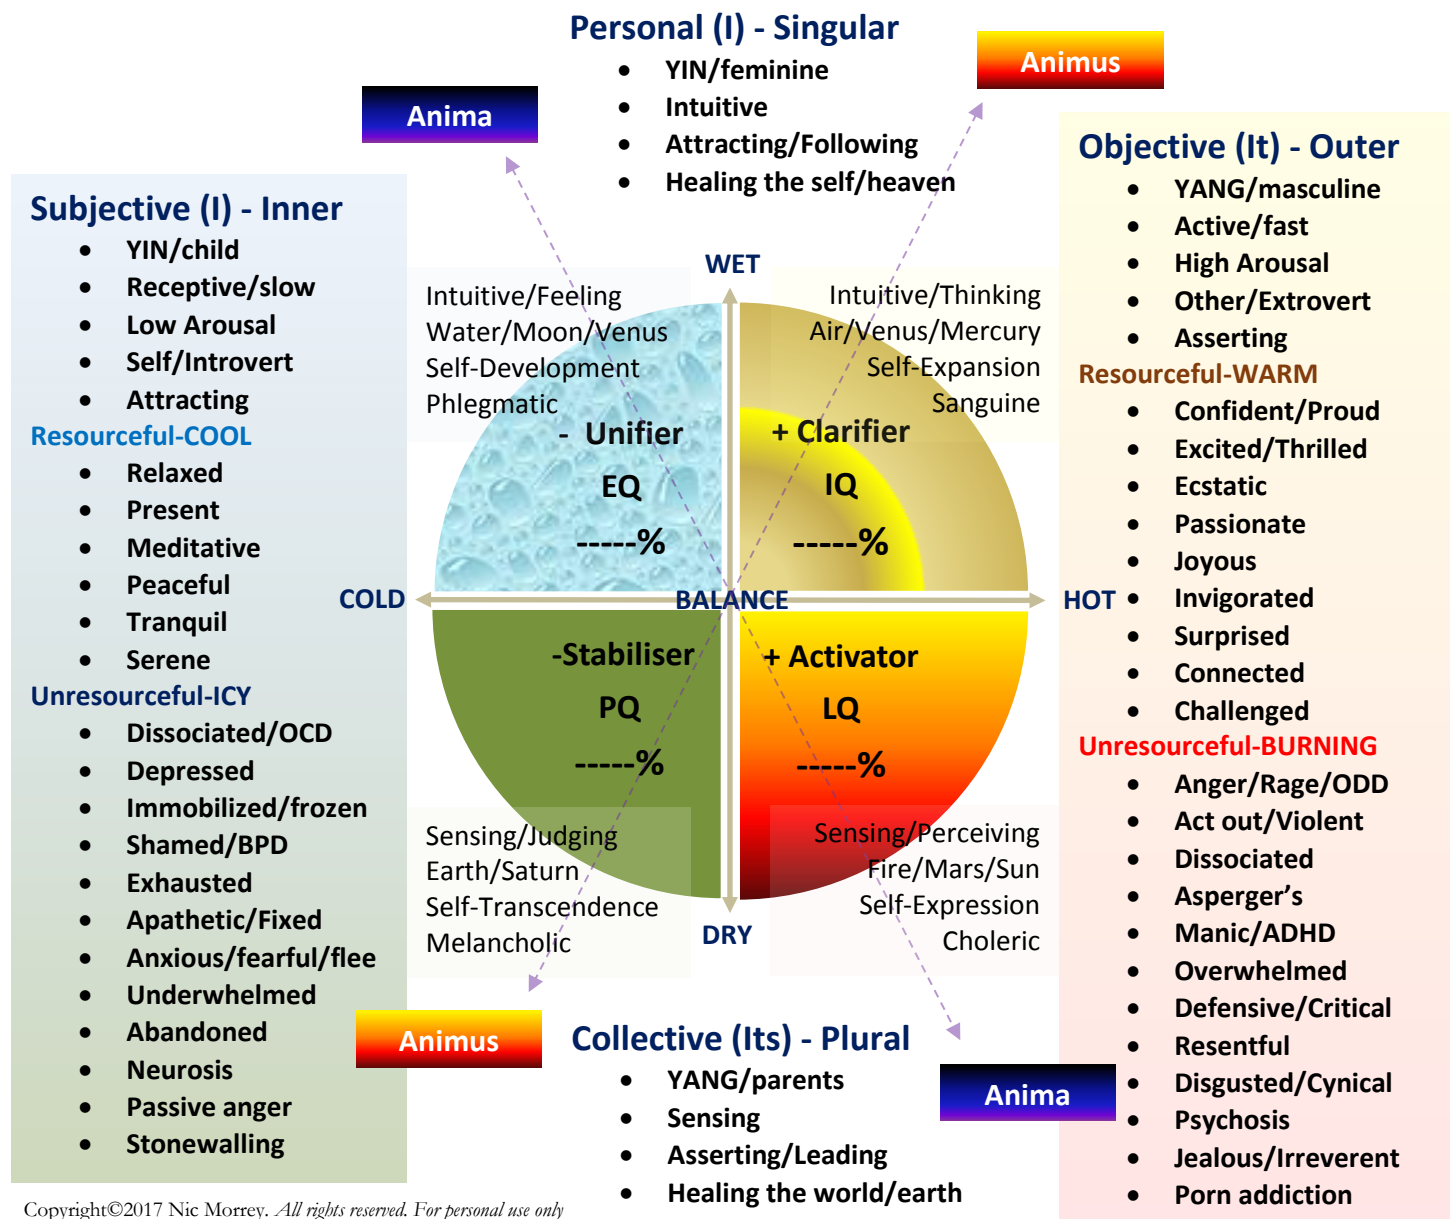 Personal (I) - Singular
• YIN/feminine
• Intuitive
• Attracting/Following
• Healing the self/heaven
Anima
Animus
Subjective (I) - Inner
• YIN/child
• Receptive/slow
• Low Arousal
• Self/Introvert
• Attracting
Resourceful-COOL
• Relaxed
• Present
• Meditative
• Peaceful
• Tranquil
• Serene
Unresourceful-ICY
• Dissociated/OCD
• Depressed
• Immobilized/frozen
• Shamed/BPD
• Exhausted
• Apathetic/Fixed
• Anxious/fearful/flee
• Underwhelmed
• Abandoned
• Neurosis
• Passive anger
• Stonewalling
WET
Intuitive/Feeling
Water/Moon/Venus
Self-Development
Phlegmatic
- Unifier
EQ
-----%
Intuitive/Thinking
Air/Venus/Mercury
Self-Expansion
Sanguine
+ Clarifier
IQ
-----%
COLD
BALANCE
HOT
-Stabiliser
PQ
-----%
Sensing/Judging
Earth/Saturn
Self-Transcendence
Melancholic
+ Activator
LQ
-----%
Sensing/Perceiving
Fire/Mars/Sun
Self-Expression
Choleric
DRY
Objective (It) - Outer
• YANG/masculine
• Active/fast
• High Arousal
• Other/Extrovert
• Asserting
Resourceful-WARM
• Confident/Proud
• Excited/Thrilled
• Ecstatic
• Passionate
• Joyous
• Invigorated
• Surprised
• Connected
• Challenged
Unresourceful-BURNING
• Anger/Rage/ODD
• Act out/Violent
• Dissociated
• Asperger's
• Manic/ADHD
• Overwhelmed
• Defensive/Critical
• Resentful
• Disgusted/Cynical
• Psychosis
• Jealous/Irreverent
• Porn addiction
Animus
Anima
Collective (Its) - Plural
• YANG/parents
• Sensing
• Asserting/Leading
• Healing the world/earth
Copyright©2017 Nic Morrey. All rights reserved. For personal use only